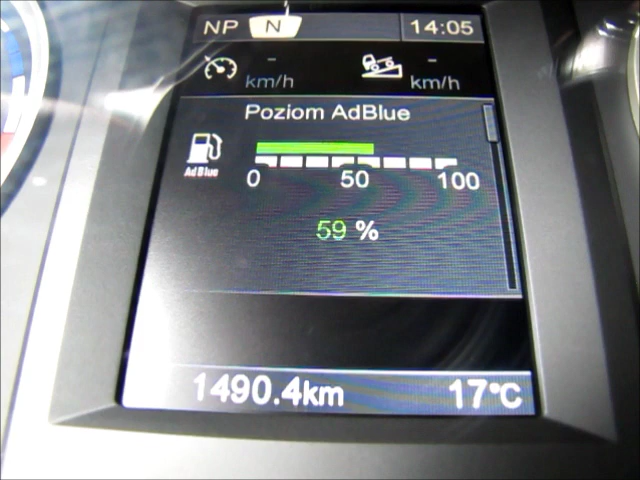 NP N 14:05
- -
km/h km/h
Poziom AdBlue
AdBlue
0 50 100
59 %
1490.4km 17°C